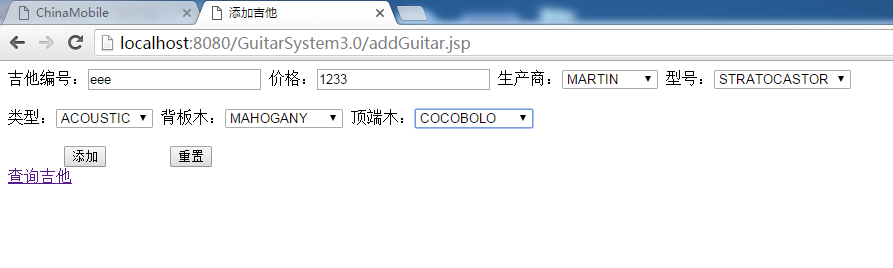 ChinaMobile 添加吉他
localhost:8080/GuitarSystem3.0/addGuitar.jsp
吉他编号: eee 价格: 1233 生产商: MARTIN 型号: STRATOCASTOR
类型: ACOUSTIC 背板木: MAHOGANY 顶端木: COCOBOLO
添加 重置
查询吉他